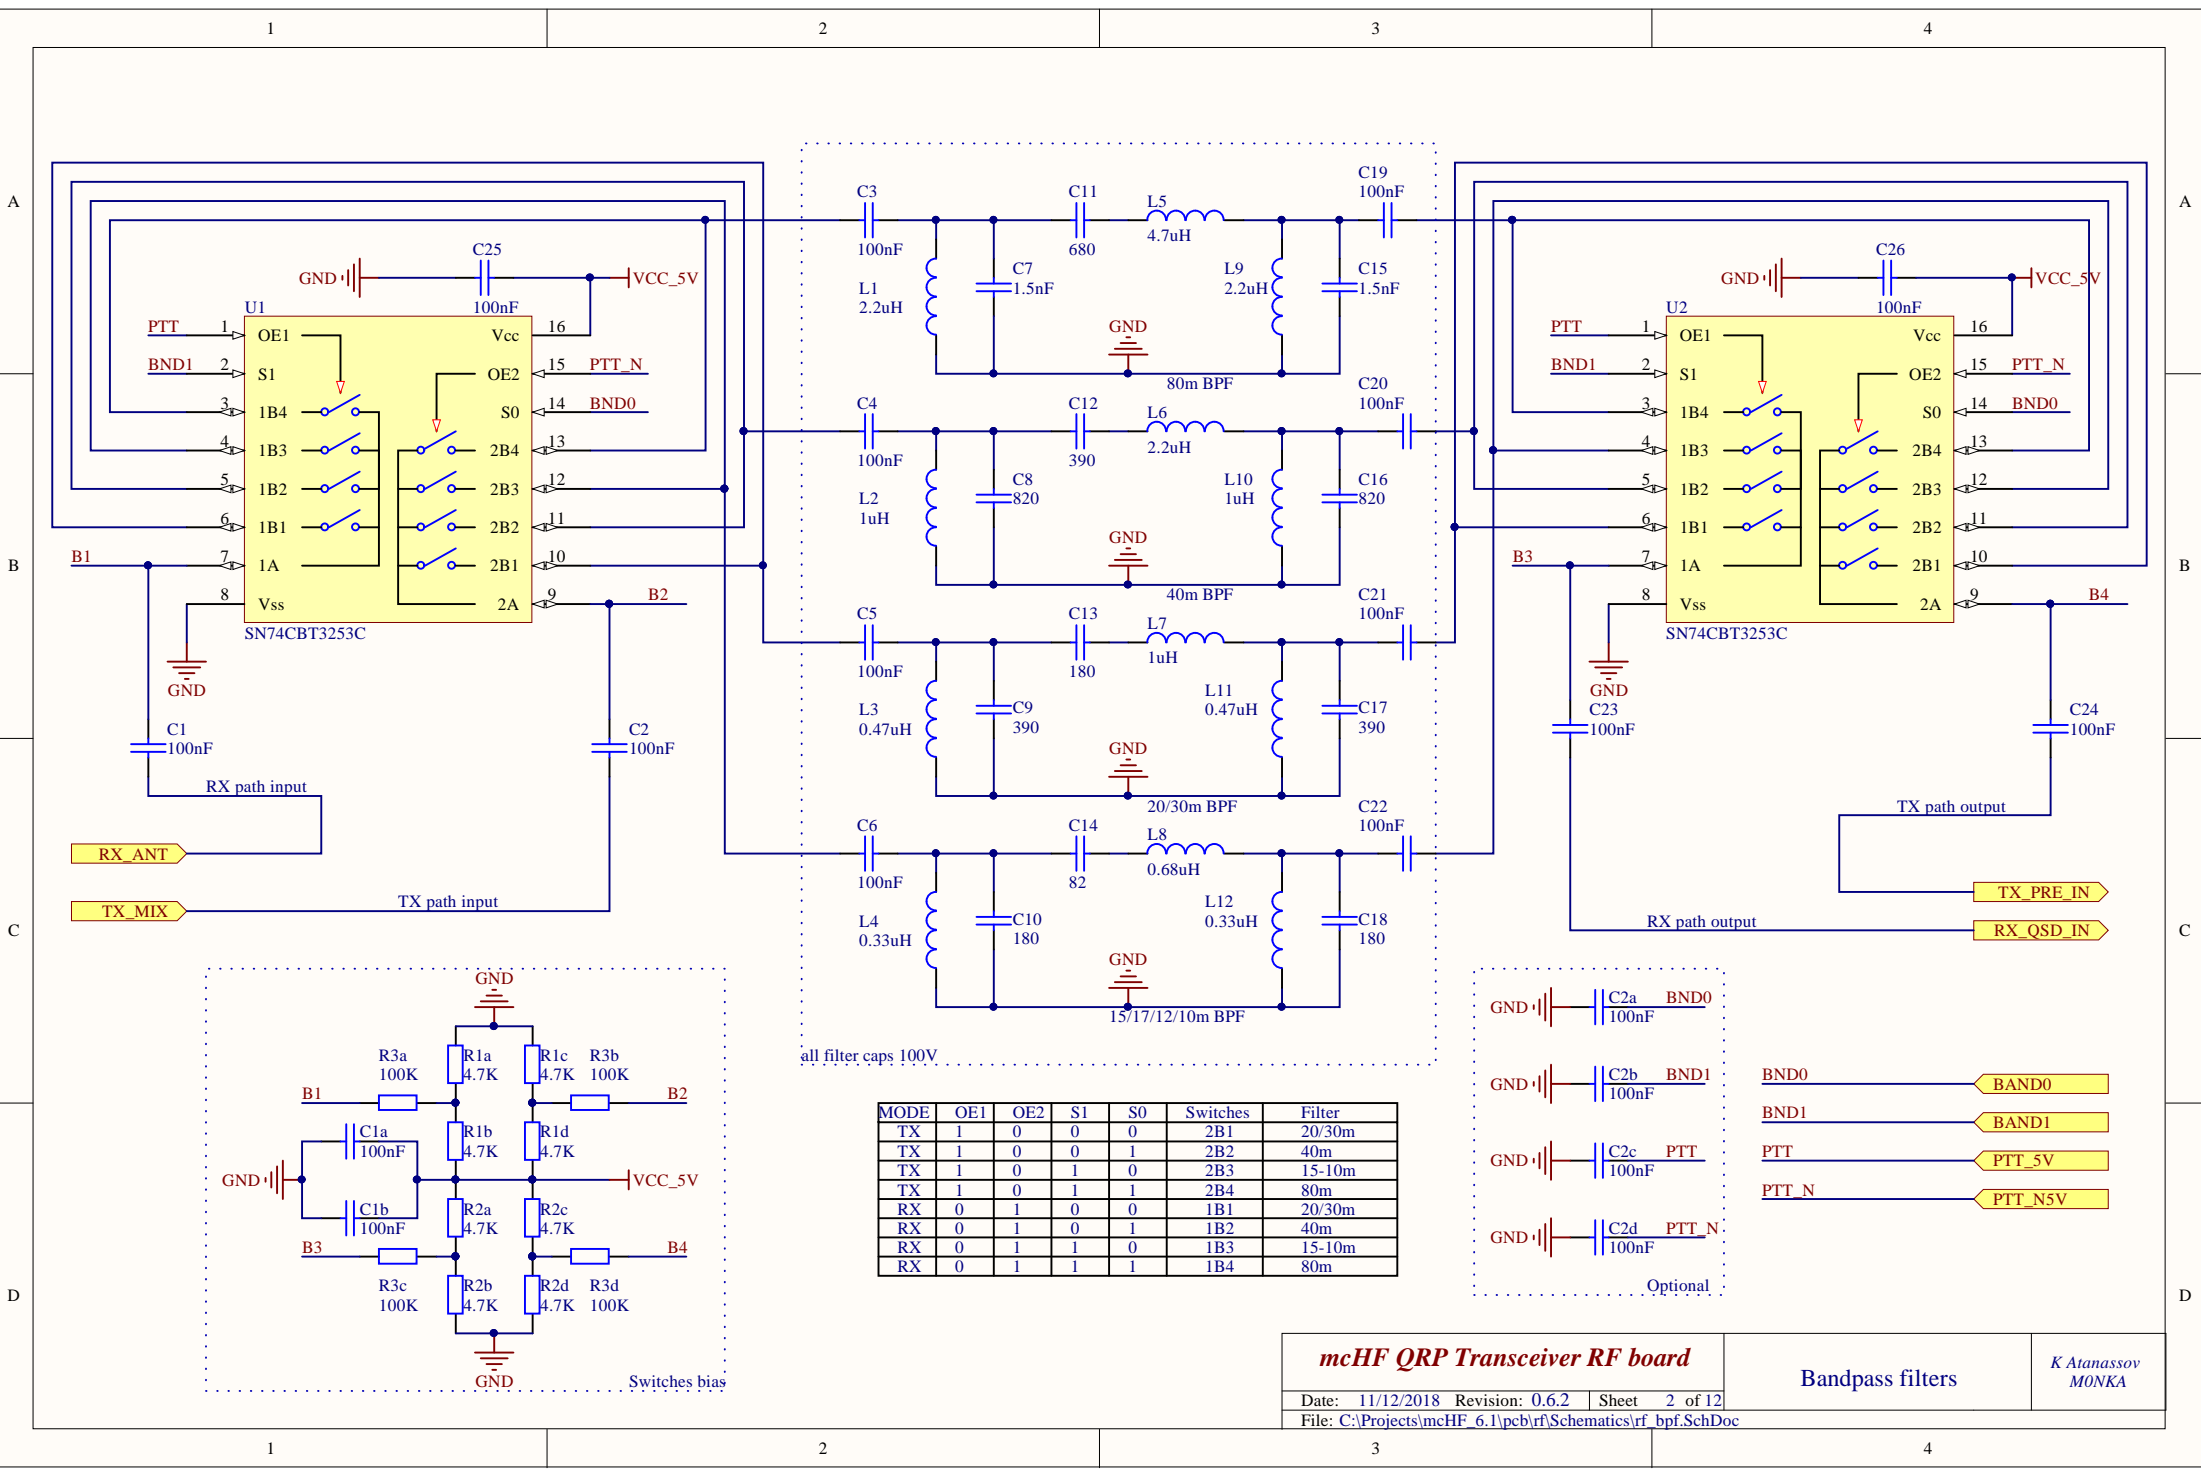 1
2
3
4
A
A
B
B
C
C
D
D
1
2
3
4
GND
C25
100nF
VCC_5V
U1
PTT
1
OE1
Vcc
16
BND1
2
S1
OE2
15
PTT_N
3
1B4
S0
14
BND0
4
1B3
2B4
13
5
1B2
2B3
12
6
1B1
2B2
11
B1
7
1A
2B1
10
8
Vss
2A
9
B2
SN74CBT3253C
GND
C1
100nF
C2
100nF
RX path input
RX_ANT
TX path input
TX_MIX
C3
100nF
C11
680
L5
4.7uH
C19
100nF
L1
2.2uH
C7
1.5nF
L9
2.2uH
C15
1.5nF
GND
80m BPF
C4
100nF
C12
390
L6
2.2uH
C20
100nF
L2
1uH
C8
820
L10
1uH
C16
820
GND
40m BPF
C5
100nF
C13
180
L7
1uH
C21
100nF
L3
0.47uH
C9
390
L11
0.47uH
C17
390
GND
20/30m BPF
C6
100nF
C14
82
L8
0.68uH
C22
100nF
L4
0.33uH
C10
180
L12
0.33uH
C18
180
GND
15/17/12/10m BPF
all filter caps 100V
GND
C26
100nF
VCC_5V
U2
PTT
1
OE1
Vcc
16
BND1
2
S1
OE2
15
PTT_N
3
1B4
S0
14
BND0
4
1B3
2B4
13
5
1B2
2B3
12
6
1B1
2B2
11
B3
7
1A
2B1
10
8
Vss
2A
9
B4
SN74CBT3253C
GND
C23
100nF
C24
100nF
TX path output
TX_PRE_IN
RX path output
RX_QSD_IN
GND
R3a
100K
R1a
4.7K
R1c
4.7K
R3b
100K
B1
B2
C1a
100nF
R1b
4.7K
R1d
4.7K
GND
VCC_5V
C1b
100nF
R2a
4.7K
R2c
4.7K
B3
B4
R3c
100K
R2b
4.7K
R2d
4.7K
R3d
100K
GND
Switches bias
MODE OE1 OE2 S1 S0 Switches Filter
TX 1 0 0 0 2B1 20/30m
TX 1 0 0 1 2B2 40m
TX 1 0 1 0 2B3 15-10m
TX 1 0 1 1 2B4 80m
RX 0 1 0 0 1B1 20/30m
RX 0 1 0 1 1B2 40m
RX 0 1 1 0 1B3 15-10m
RX 0 1 1 1 1B4 80m
GND
C2a
100nF
BND0
GND
C2b
100nF
BND1
GND
C2c
100nF
PTT
GND
C2d
100nF
PTT_N
Optional
BND0
BAND0
BND1
BAND1
PTT
PTT_5V
PTT_N
PTT_N5V
mcHF QRP Transceiver RF board
Bandpass filters
K Atanassov
M0NKA
Date: 11/12/2018 Revision: 0.6.2 Sheet 2 of 12
File: C:\Projects\mcHF_6.1\pcb\rf\Schematics\rf_bpf.SchDoc